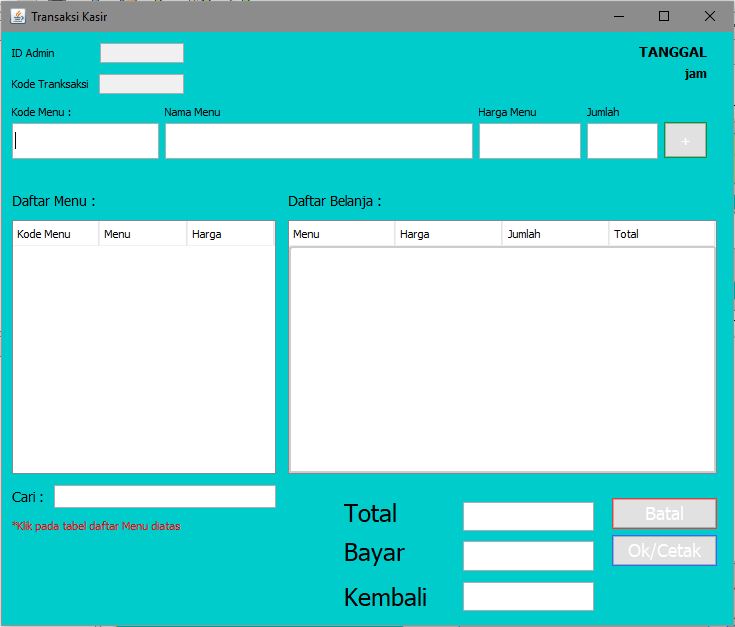 Transaksi Kasir
ID Admin
TANGGAL
jam
Kode Tranksaksi
Kode Menu :
Nama Menu
Harga Menu
Jumlah
+
Daftar Menu :
Daftar Belanja :
Kode Menu
Menu
Harga
Menu
Harga
Jumlah
Total
Cari :
*Klik pada tabel daftar Menu diatas
Total
Batal
Bayar
Ok/Cetak
Kembali